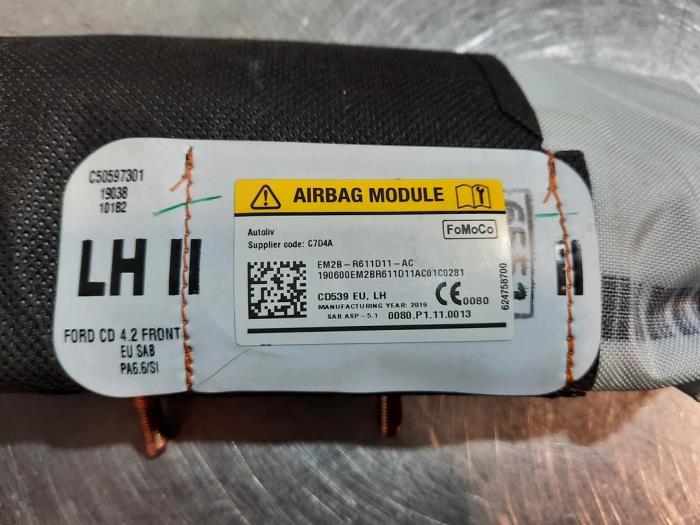 C50597301
19038
10182
LH
FORD CD 4.2 FRONT
EU SAB
PA6.6/SI
AIRBAG MODULE
Autoliv
Supplier code: C7D4A
FoMoCo
EM2B-R611D11-AC
190600EM2BR611D11AC01C0281
CD539 EU, LH
CE 0080
MANUFACTURING YEAR: 2019
SAB ASP-5.1 0080.P1.11.0013
624758700